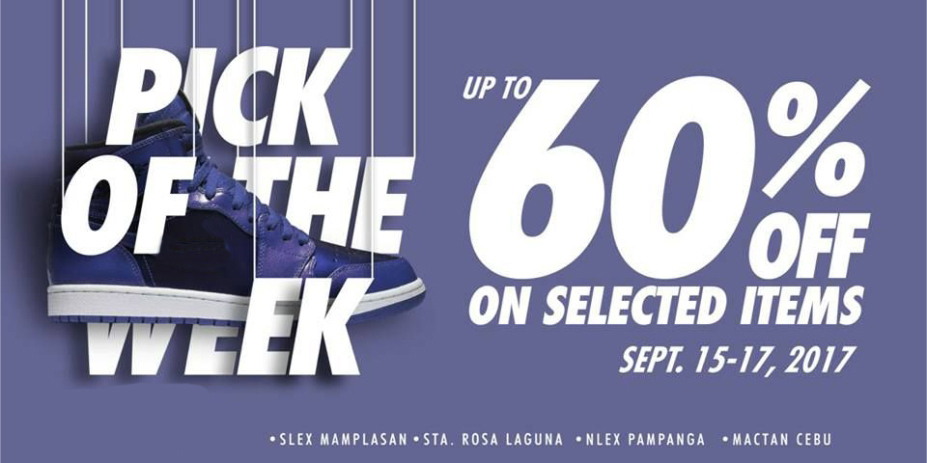 PICK
OF THE
WEEK
UP TO
60%
OFF
ON SELECTED ITEMS
SEPT. 15-17, 2017
•SLEX MAMPLASAN •STA. ROSA LAGUNA •NLEX PAMPANGA •MACTAN CEBU